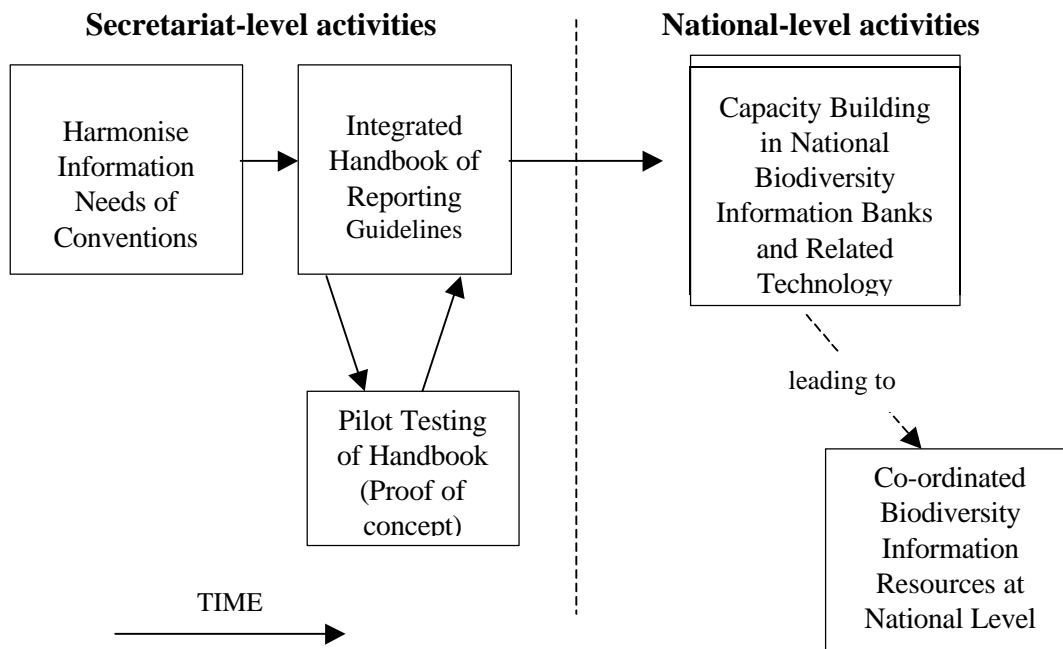 Secretariat-level activities
National-level activities
Harmonise
Information
Needs of
Conventions
Integrated
Handbook of
Reporting
Guidelines
Capacity Building
in National
Biodiversity
Information Banks
and Related
Technology
leading to
Pilot Testing
of Handbook
(Proof of
concept)
Co-ordinated
Biodiversity
Information
Resources at
National Level
TIME